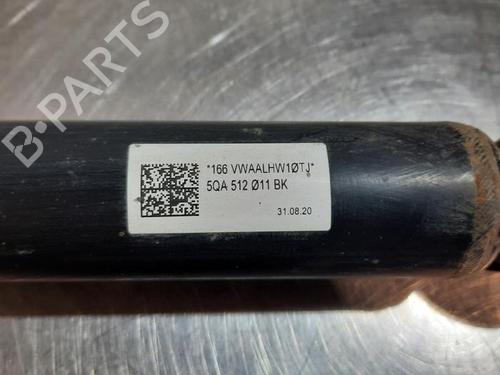 B-PARTS
*166 VWAALHW1ØTJ*
5QA 512 Ø11 BK
31.08.20